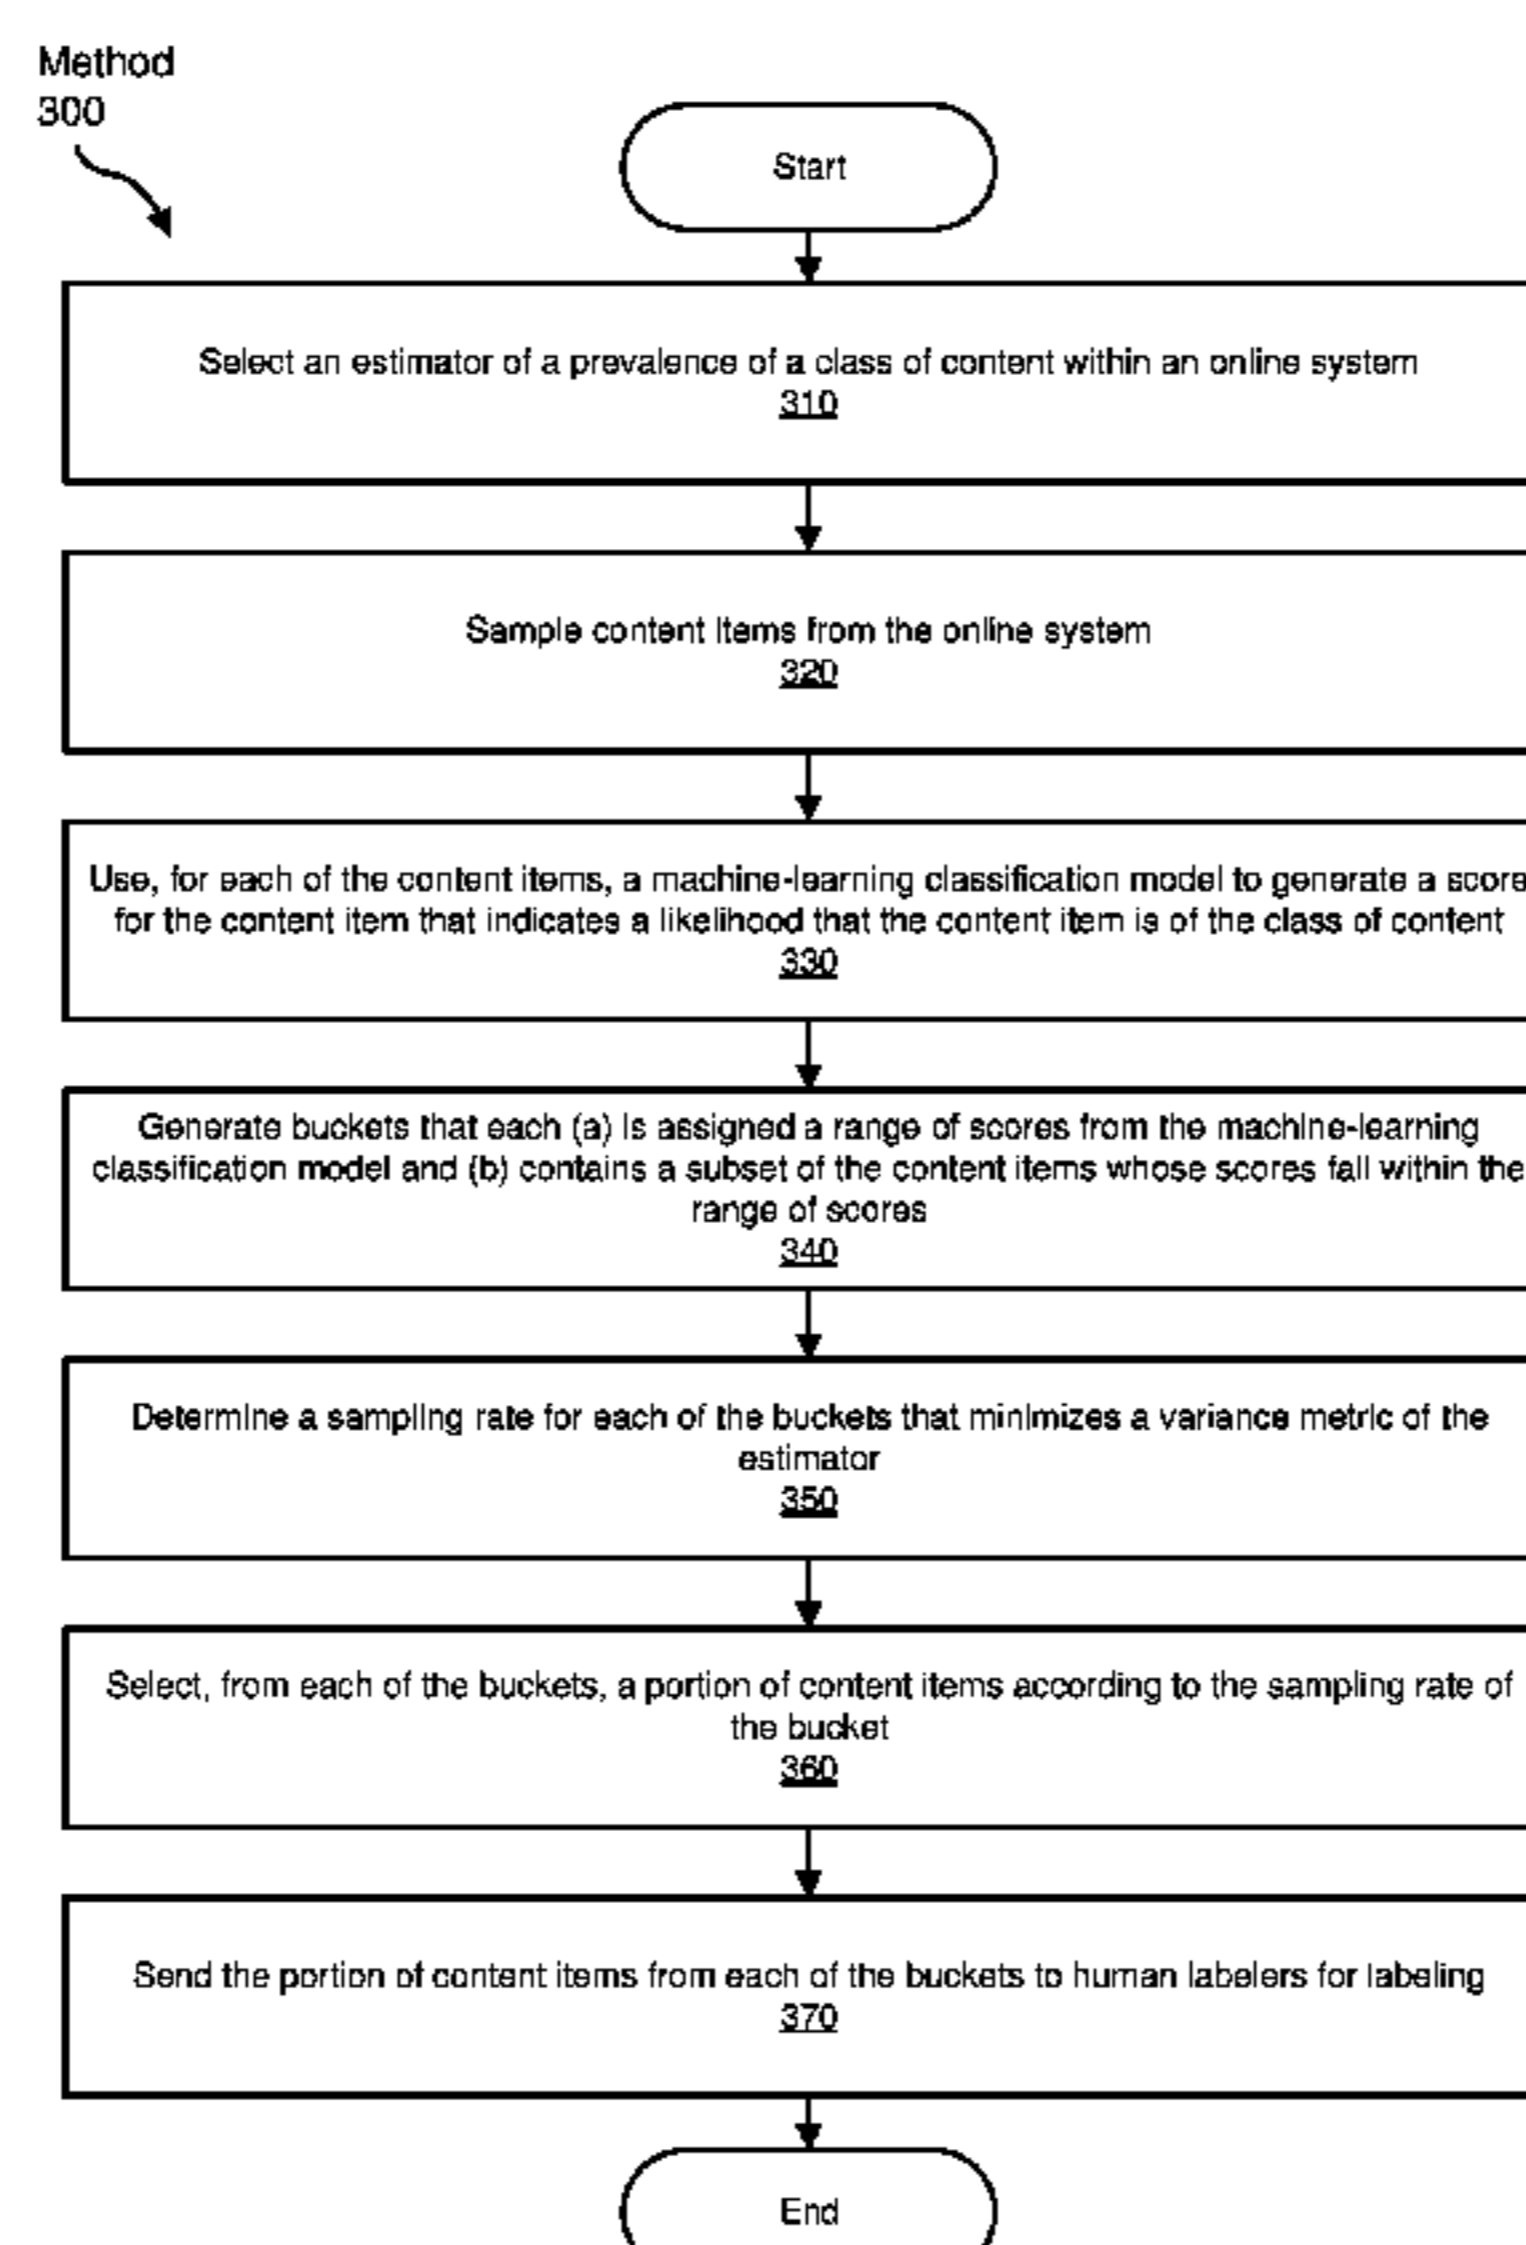 Method
300
Start
Select an estimator of a prevalence of a class of content within an online system
310
Sample content items from the online system
320
Use, for each of the content items, a machine-learning classification model to generate a score
for the content item that indicates a likelihood that the content item is of the class of content
330
Generate buckets that each (a) is assigned a range of scores from the machine-learning
classification model and (b) contains a subset of the content items whose scores fall within the
range of scores
340
Determine a sampling rate for each of the buckets that minimizes a variance metric of the
estimator
350
Select, from each of the buckets, a portion of content items according to the sampling rate of
the bucket
360
Send the portion of content items from each of the buckets to human labelers for labeling
370
End